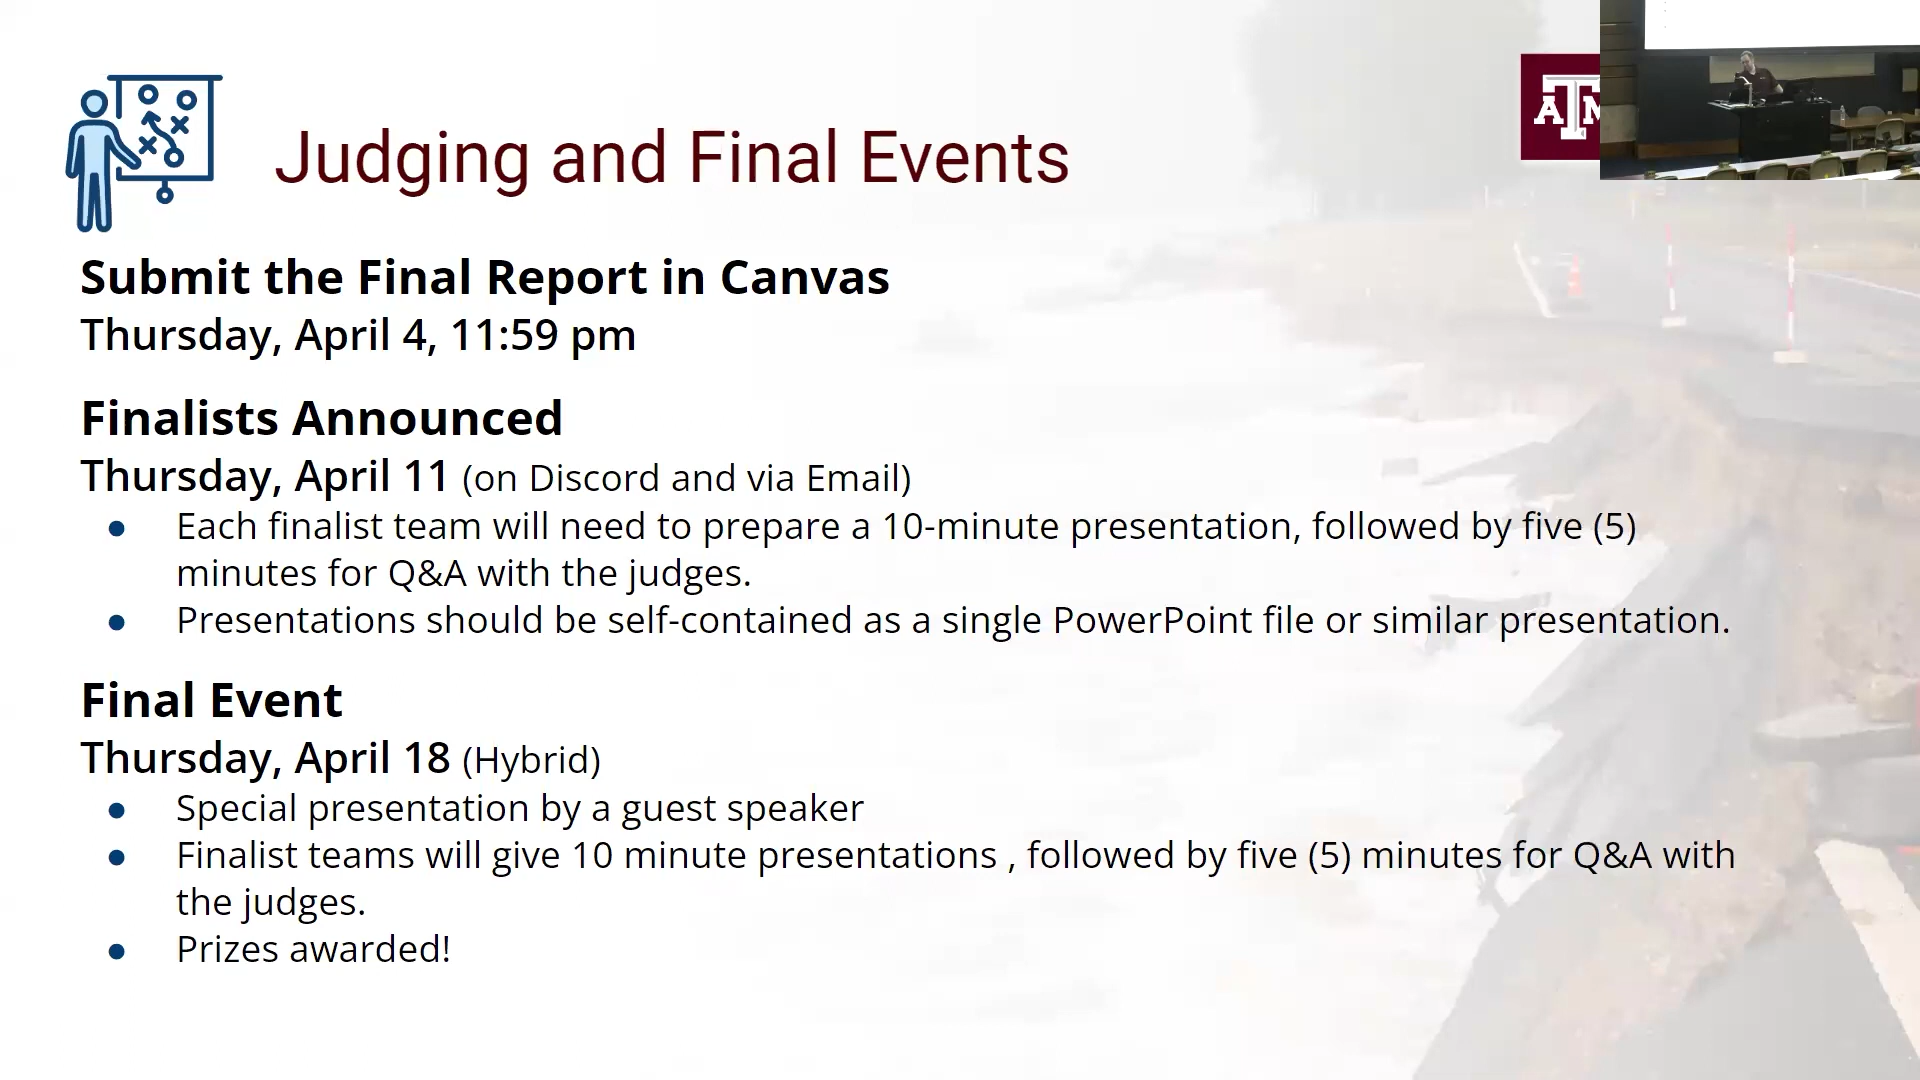 Judging and Final Events
ATM
Submit the Final Report in Canvas
Thursday, April 4, 11:59 pm
Finalists Announced
Thursday, April 11 (on Discord and via Email)
● Each finalist team will need to prepare a 10-minute presentation, followed by five (5)
minutes for Q&A with the judges.
● Presentations should be self-contained as a single PowerPoint file or similar presentation.
Final Event
Thursday, April 18 (Hybrid)
● Special presentation by a guest speaker
● Finalist teams will give 10 minute presentations , followed by five (5) minutes for Q&A with
the judges.
● Prizes awarded!